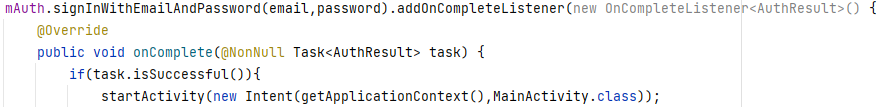 mAuth.signInWithEmailAndPassword(email,password).addOnCompleteListener(new OnCompleteListener<AuthResult>() {
@Override
public void onComplete(@NonNull Task<AuthResult> task) {
if(task.isSuccessful()){
startActivity(new Intent(getApplicationContext(),MainActivity.class));